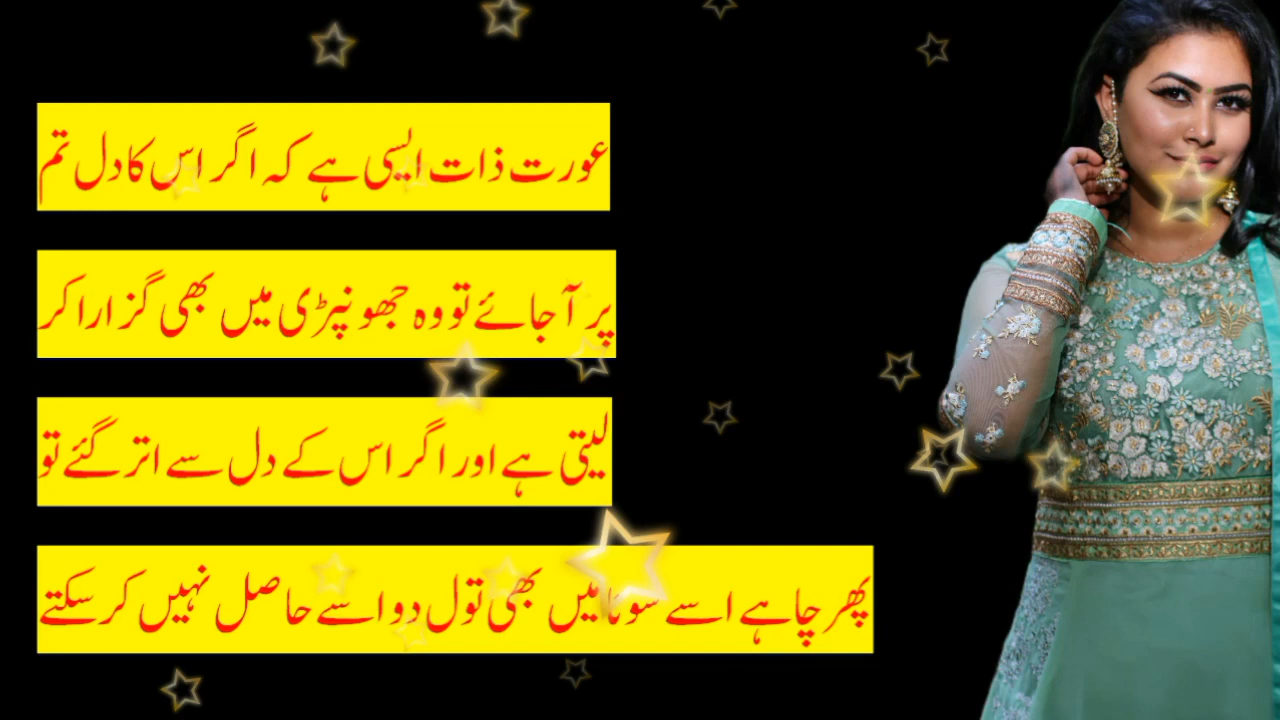 عورت ذات ایسی ہے کہ اگر اس کا دل تم
پر آ جائے تو وہ جھونپڑی میں بھی گزارا کر
لیتی ہے اور اگر اس کے دل سے اتر گئے تو
پھر چاہے اسے سونا میں بھی تول دو اسے حاصل نہیں کر سکتے